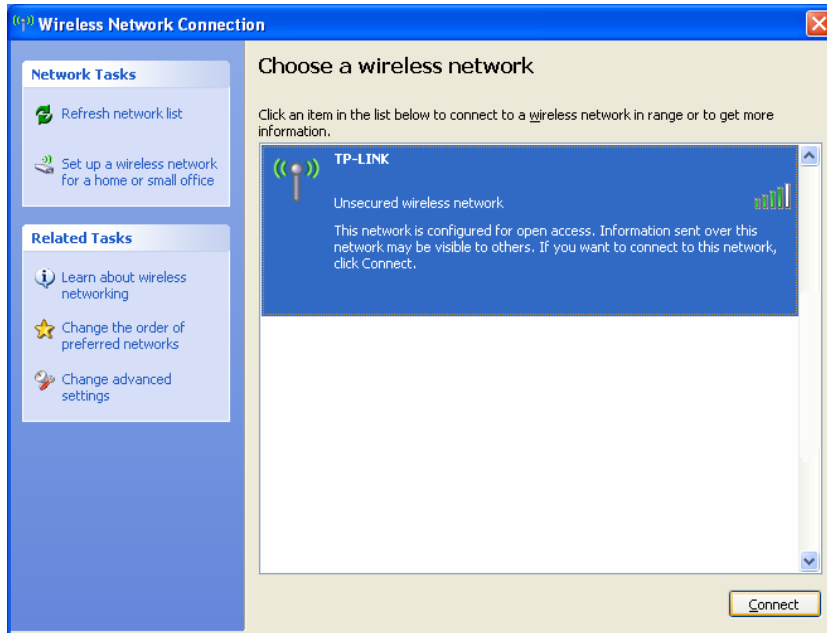 Wireless Network Connection
Network Tasks
Refresh network list
Set up a wireless network
for a home or small office
Related Tasks
Learn about wireless
networking
Change the order of
preferred networks
Change advanced
settings
Choose a wireless network
Click an item in the list below to connect to a wireless network in range or to get more
information.
TP-LINK
Unsecured wireless network
This network is configured for open access. Information sent over this
network may be visible to others. If you want to connect to this network,
click Connect.
Connect